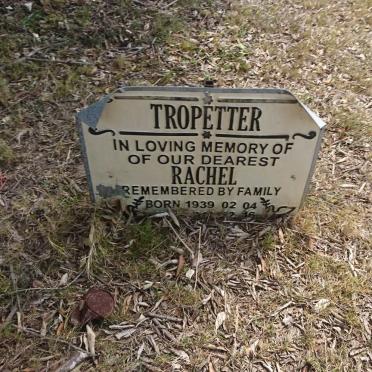 TROPETTER
IN LOVING MEMORY OF
OF OUR DEAREST
RACHEL
REMEMBERED BY FAMILY
BORN 1939 02 04